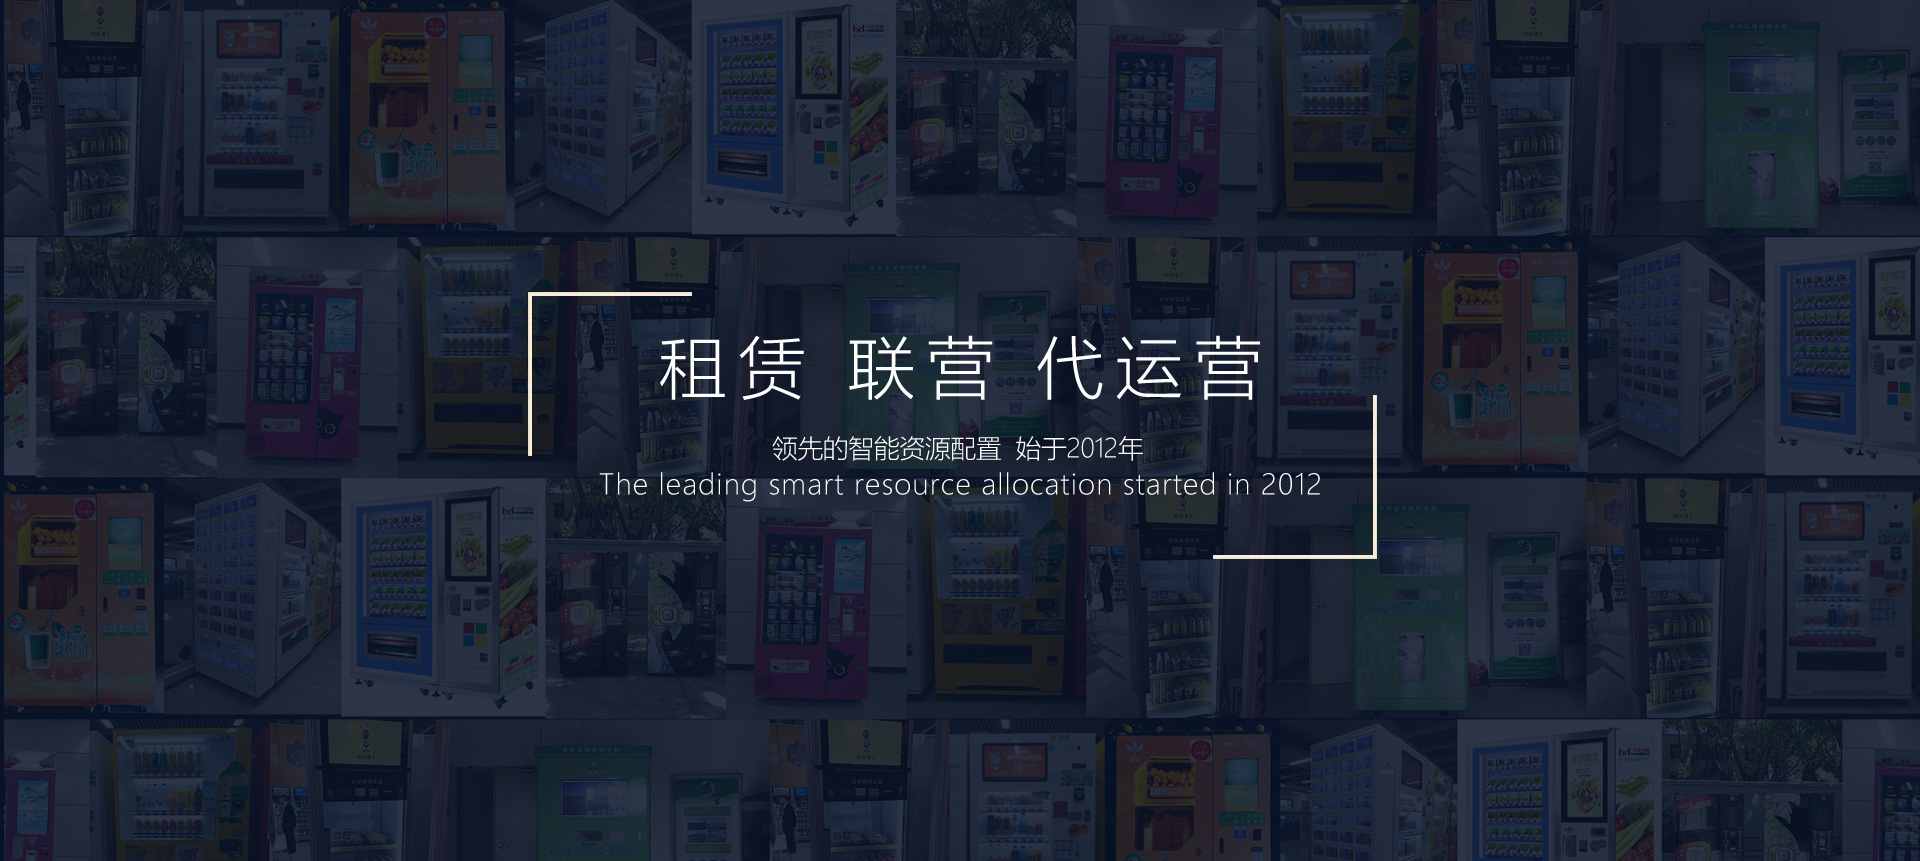 租赁 联营 代运营
领先的智能资源配置 始于2012年
The leading smart resource allocation started in 2012